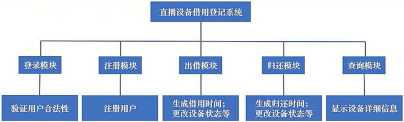 直播设备借用登记系统
登录模块
注册模块
出借模块
归还模块
查询模块
验证用户合法性
注册用户
生成借用时间；
更改设备状态等
生成归还时间；
更改设备状态等
显示设备详细信息